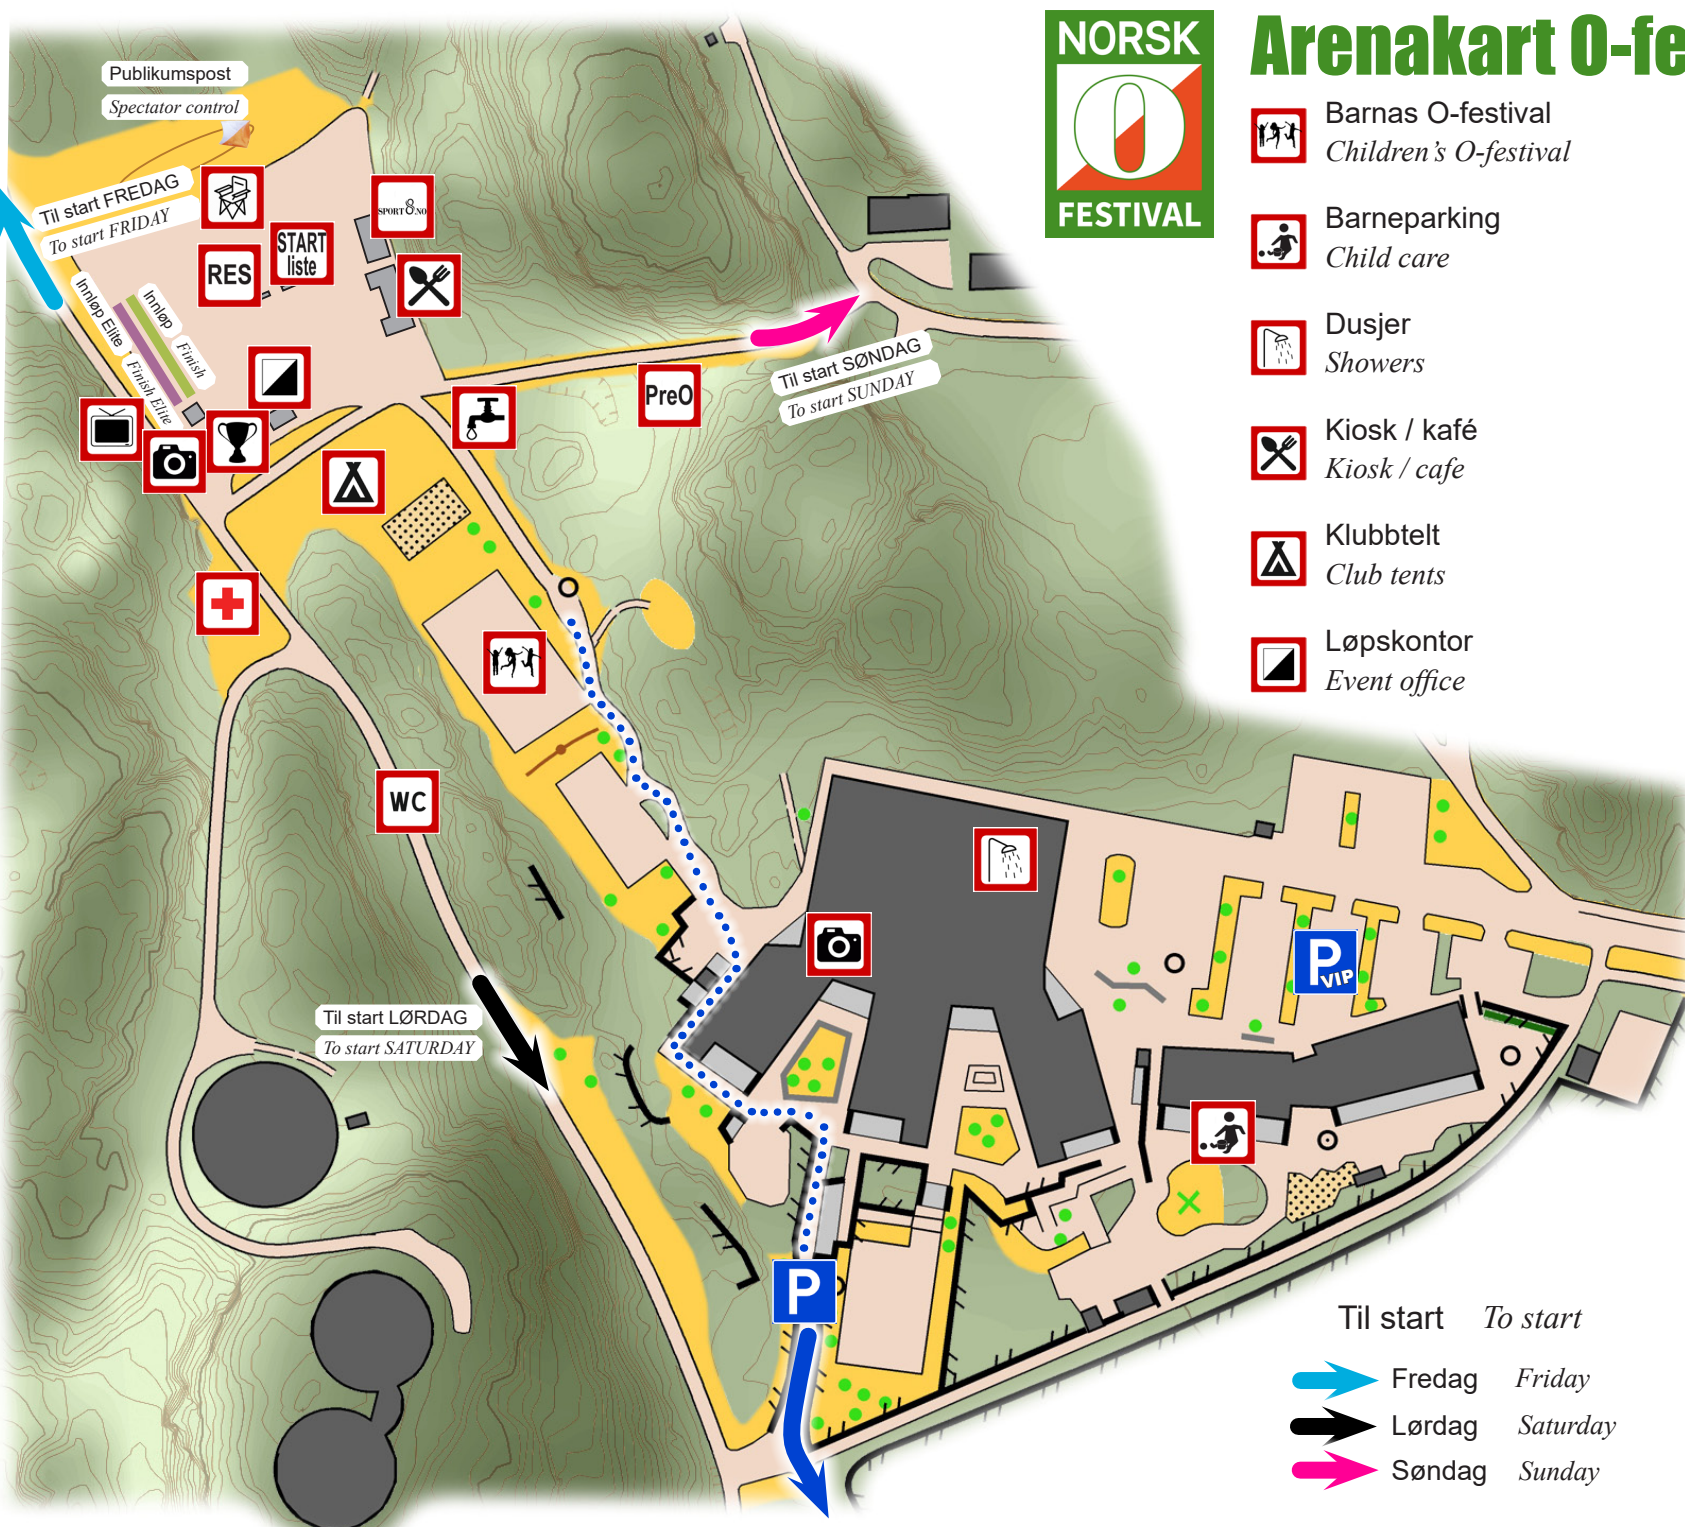 NORSK
O
FESTIVAL
Arenakart O-fe
Barnas O-festival
Children's O-festival
Barneparking
Child care
Dusjer
Showers
Kiosk / kafé
Kiosk / cafe
Klubbtelt
Club tents
Løpskontor
Event office
Publikumspost
Spectator control
Til start FREDAG
To start FRIDAY
SPORT8.NO
START
liste
RES
Innløp Elite
Finish Elite
Innløp
Finish
PreO
Til start SØNDAG
To start SUNDAY
WC
P
VIP
Til start LØRDAG
To start SATURDAY
P
Til start To start
Fredag Friday
Lørdag Saturday
Søndag Sunday